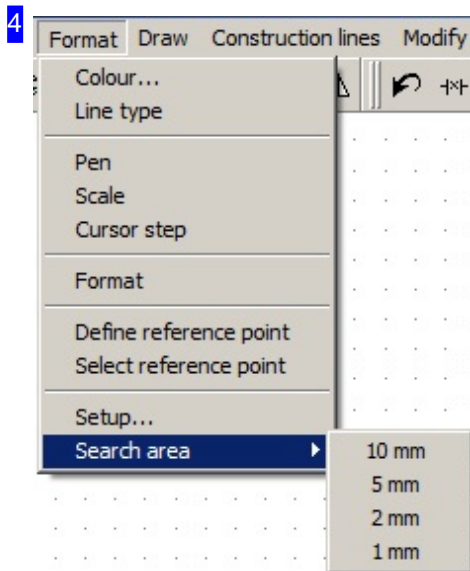 4
Format Draw Construction lines Modify
Colour...
Line type
Pen
Scale
Cursor step
Format
Define reference point
Select reference point
Setup...
Search area
10 mm
5 mm
2 mm
1 mm